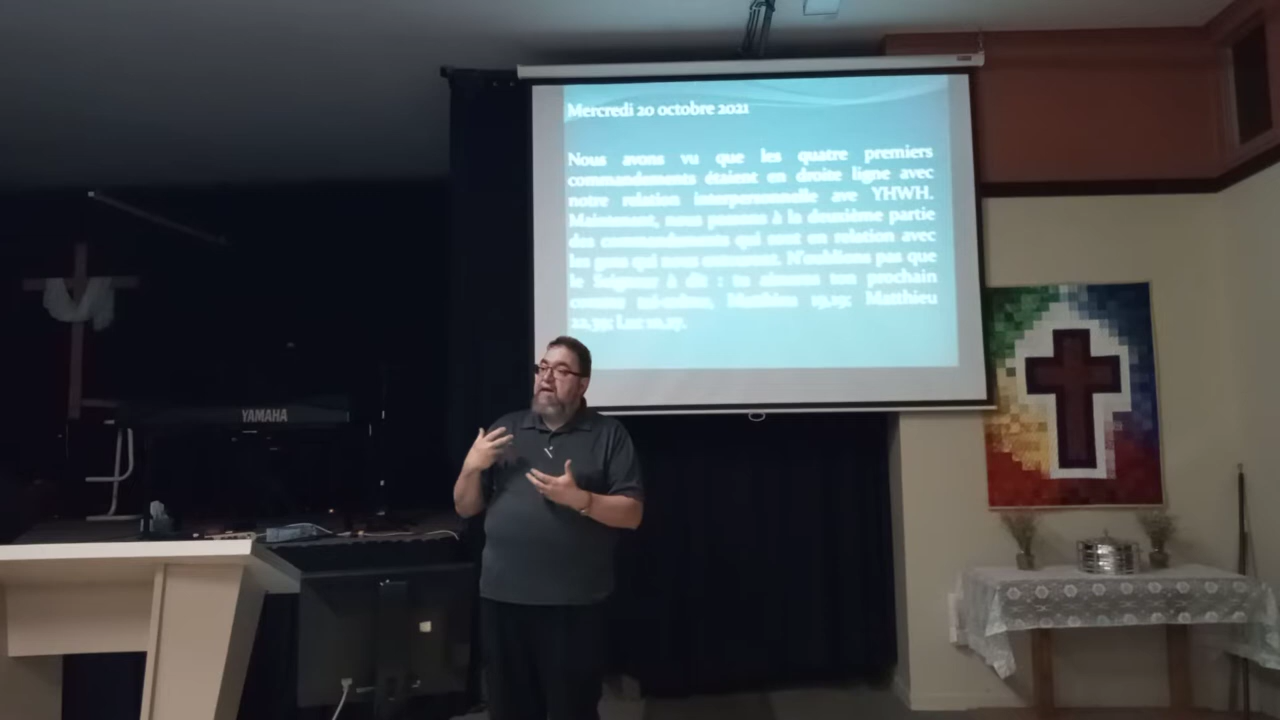 Mercredi 20 octobre 2021
Nous avons vu que les quatre premiers
commandements étaient en droite ligne avec
notre relation interpersonnelle ave YHWH.
Maintenant, nous passons à la deuxième partie
des commandements qui sont en relation avec
les gens qui nous entourent. N'oublions pas que
le Seigneur à dit : tu aimeras ton prochain
comme toi-même, Matthieu 19,19; Matthieu
22,39; Luc 10,27.
YAMAHA